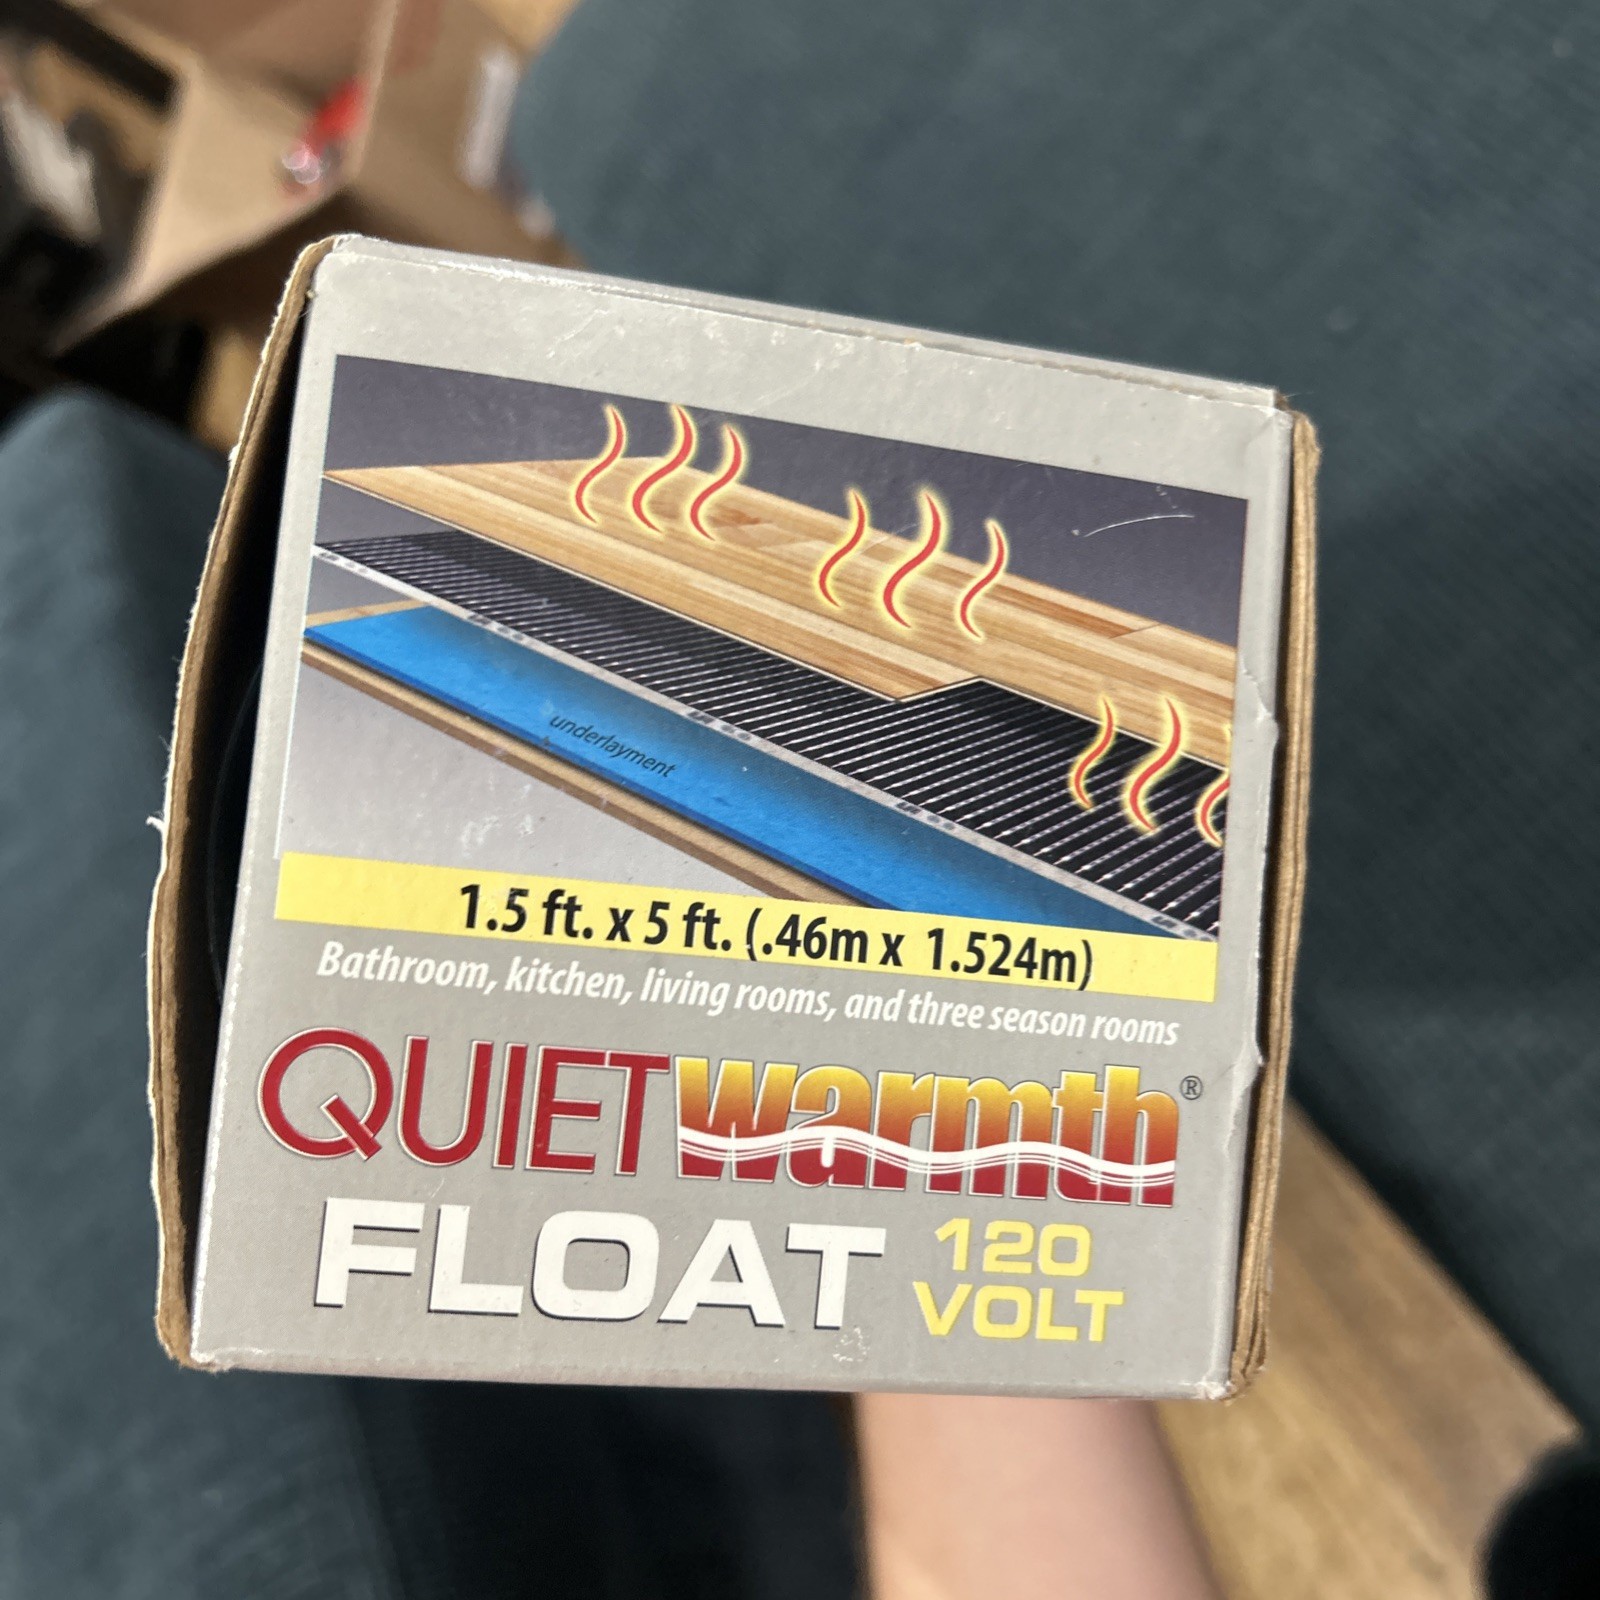 underlayment
1.5 ft. x 5 ft. (.46m x 1.524m)
Bathroom, kitchen, living rooms, and three season rooms
QUIETwarmth®
FLOAT
120
VOLT